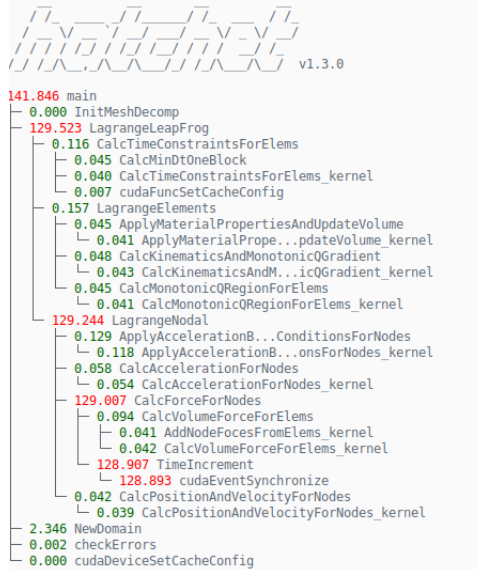 hatchet v1.3.0
141.846 main
0.000 InitMeshDecomp
129.523 LagrangeLeapFrog
0.116 CalcTimeConstraintsForElems
0.045 CalcMinDtOneBlock
0.040 CalcTimeConstraintsForElems_kernel
0.007 cudaFuncSetCacheConfig
0.157 LagrangeElements
0.045 ApplyMaterialPropertiesAndUpdateVolume
0.041 ApplyMaterialPrope...pdateVolume_kernel
0.048 CalcKinematicsAndMonotonicQGradient
0.043 CalcKinematicsAndM...icQGradient_kernel
0.045 CalcMonotonicQRegionForElems
0.041 CalcMonotonicQRegionForElems_kernel
129.244 LagrangeNodal
0.129 ApplyAccelerationB...ConditionsForNodes
0.118 ApplyAccelerationB...onsForNodes_kernel
0.058 CalcAccelerationForNodes
0.054 CalcAccelerationForNodes_kernel
129.007 CalcForceForNodes
0.094 CalcVolumeForceForElems
0.041 AddNodeFocesFromElems_kernel
0.042 CalcVolumeForceForElems_kernel
128.907 TimeIncrement
128.893 cudaEventSynchronize
0.042 CalcPositionAndVelocityForNodes
0.039 CalcPositionAndVelocityForNodes_kernel
2.346 NewDomain
0.002 checkErrors
0.000 cudaDeviceSetCacheConfig